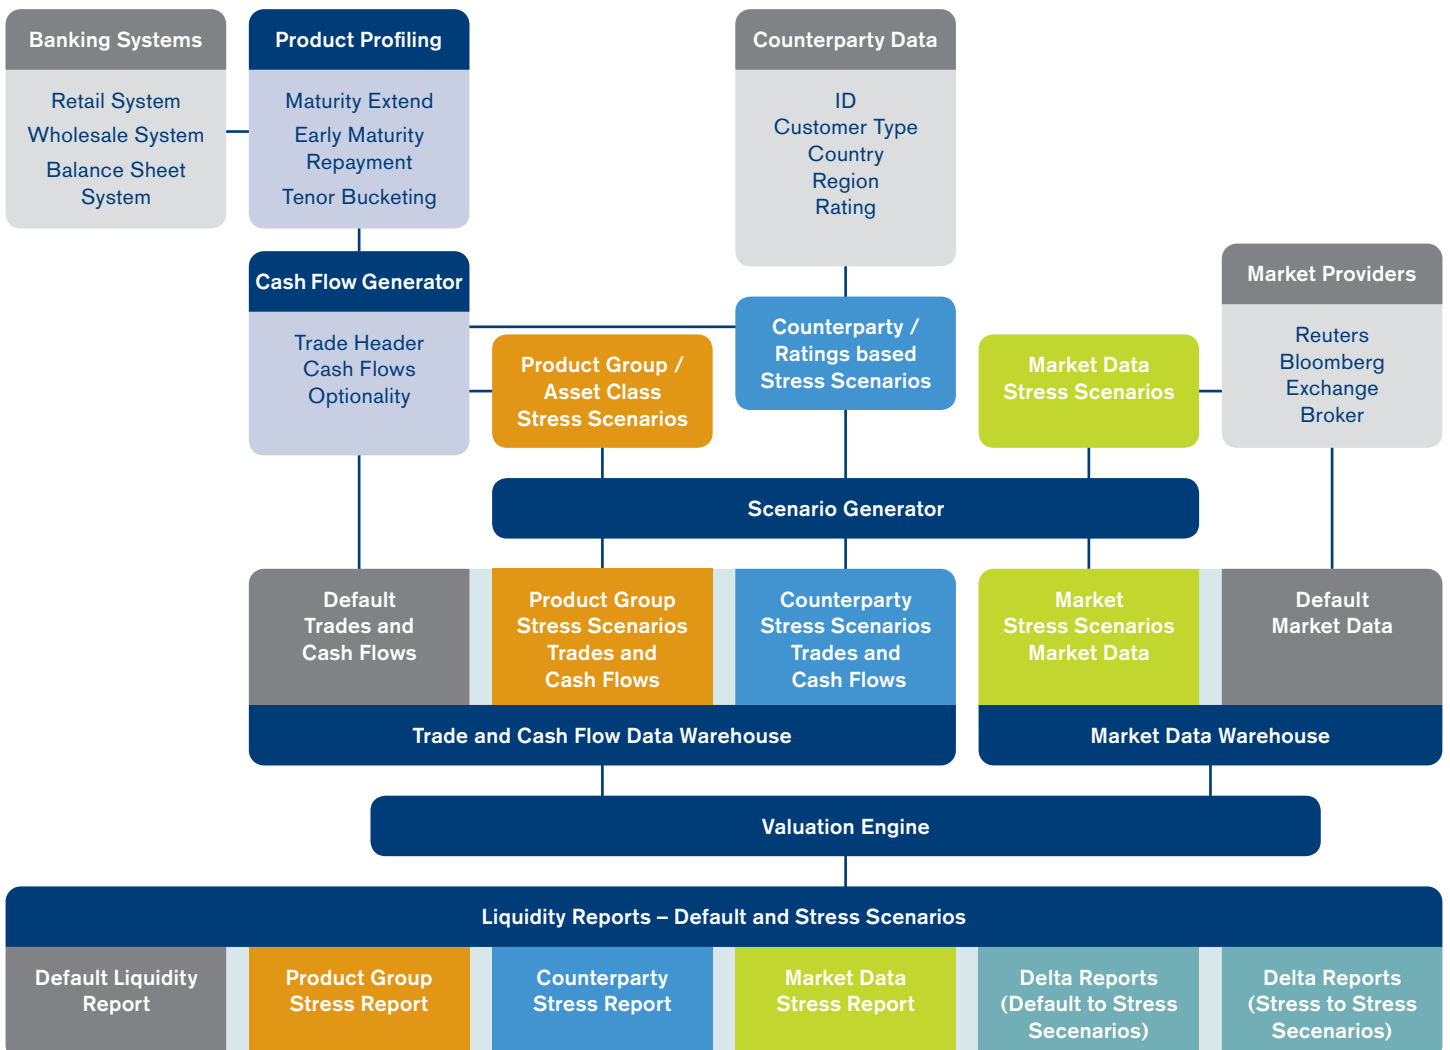 Banking Systems
Retail System
Wholesale System
Balance Sheet
System
Product Profiling
Maturity Extend
Early Maturity
Repayment
Tenor Bucketing
Counterparty Data
ID
Customer Type
Country
Region
Rating
Cash Flow Generator
Trade Header
Cash Flows
Optionality
Product Group /
Asset Class
Stress Scenarios
Counterparty /
Ratings based
Stress Scenarios
Market Data
Stress Scenarios
Market Providers
Reuters
Bloomberg
Exchange
Broker
Scenario Generator
Default
Trades and
Cash Flows
Product Group
Stress Scenarios
Trades and
Cash Flows
Counterparty
Stress Scenarios
Trades and
Cash Flows
Market
Stress Scenarios
Market Data
Default
Market Data
Trade and Cash Flow Data Warehouse
Market Data Warehouse
Valuation Engine
Liquidity Reports – Default and Stress Scenarios
Default Liquidity
Report
Product Group
Stress Report
Counterparty
Stress Report
Market Data
Stress Report
Delta Reports
(Default to Stress
Secenarios)
Delta Reports
(Stress to Stress
Secenarios)